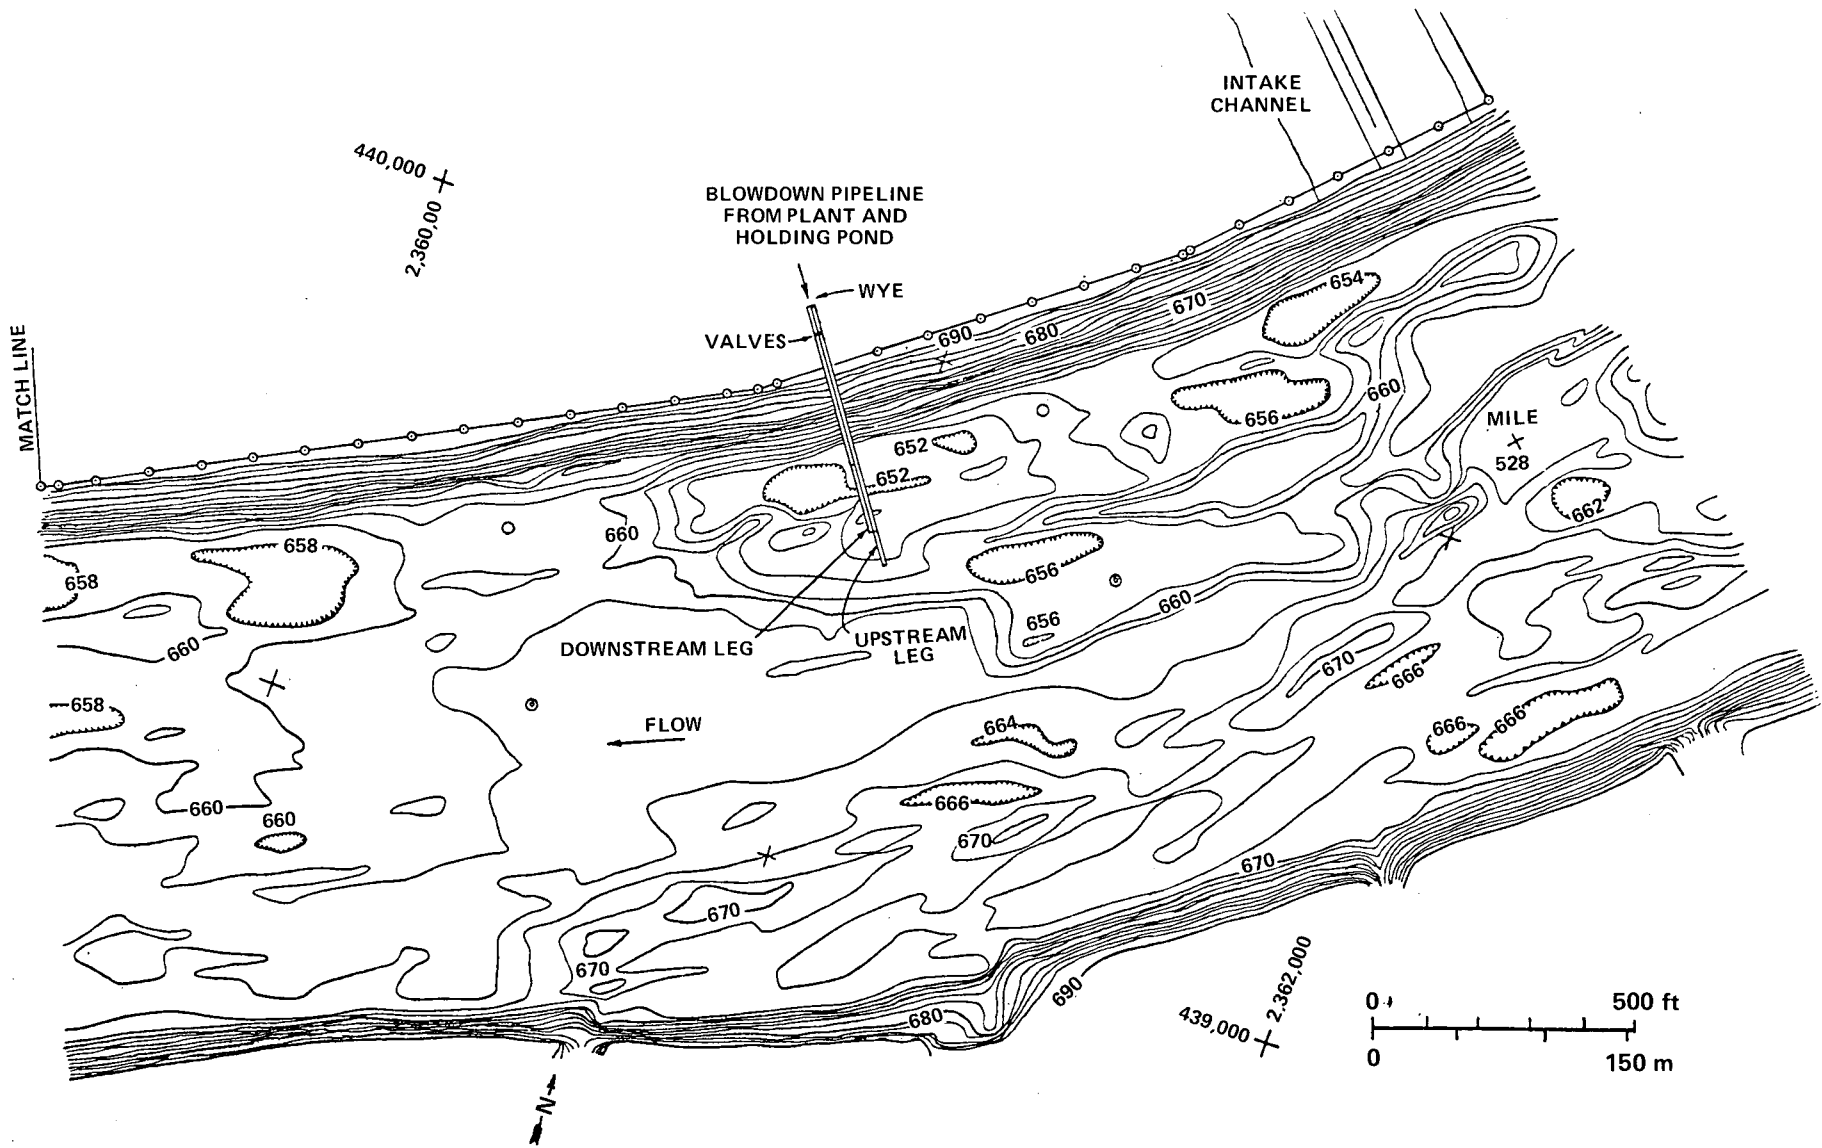 INTAKE
CHANNEL
440,000
2,360,00
BLOWDOWN PIPELINE
FROM PLANT AND
HOLDING POND
WYE
VALVES
MATCH LINE
690
680
670
654
660
656
MILE
528
652
652
662
660
658
658
656
660
656
660
DOWNSTREAM LEG
UPSTREAM
LEG
670
666
658
FLOW
664
666
666
660
660
666
670
670
670
670
690
680
439,000
2,362,000
0
500 ft
0
150 m
N